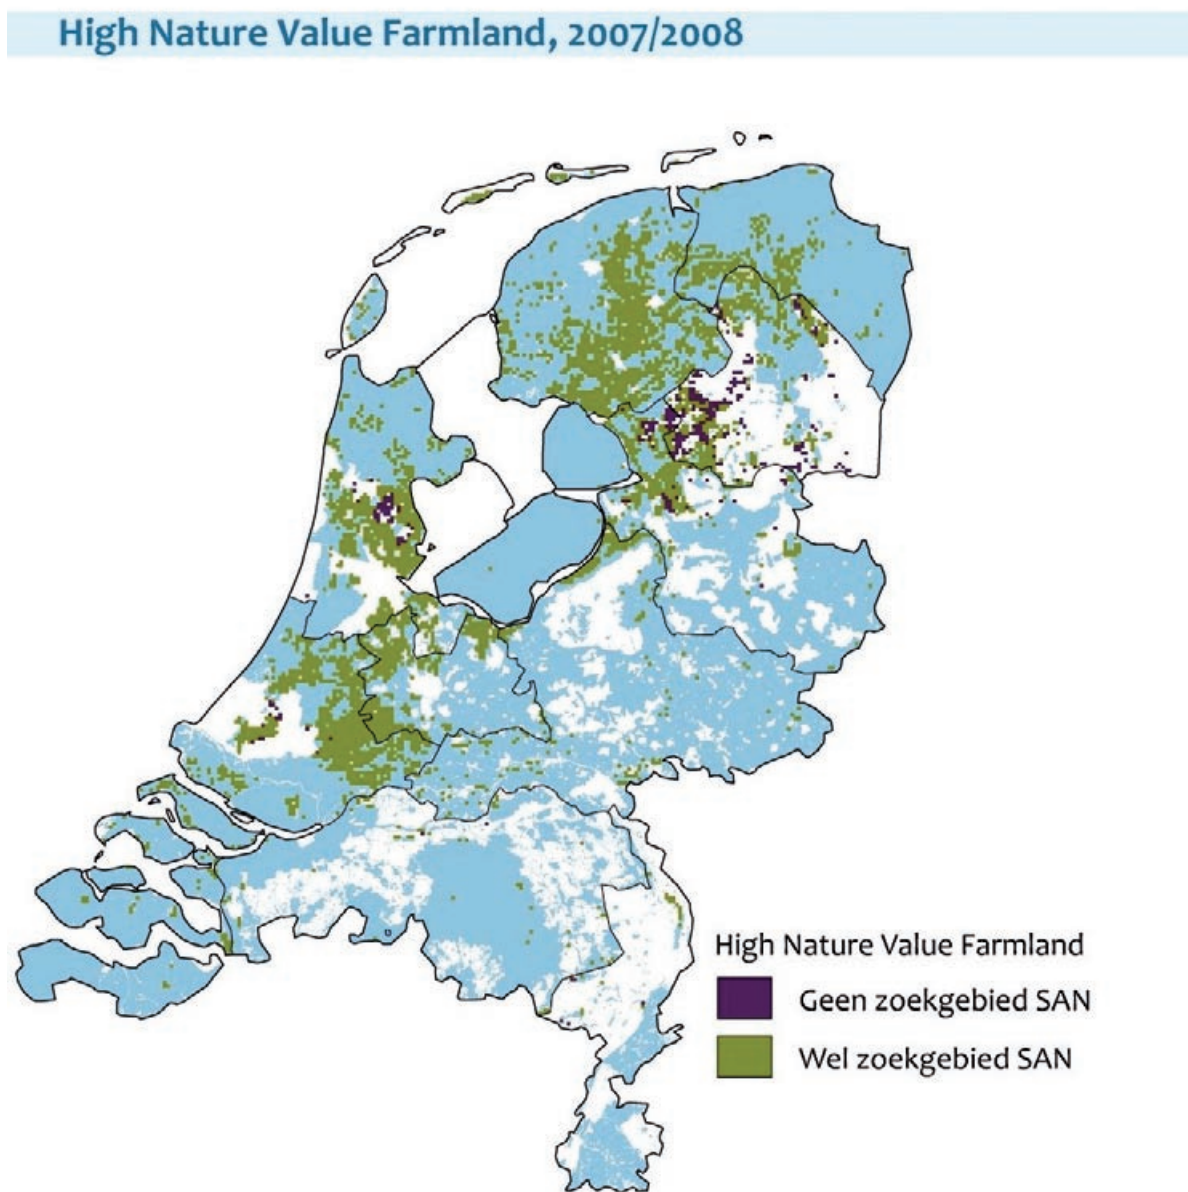 High Nature Value Farmland, 2007/2008
High Nature Value Farmland
Geen zoekgebied SAN
Wel zoekgebied SAN